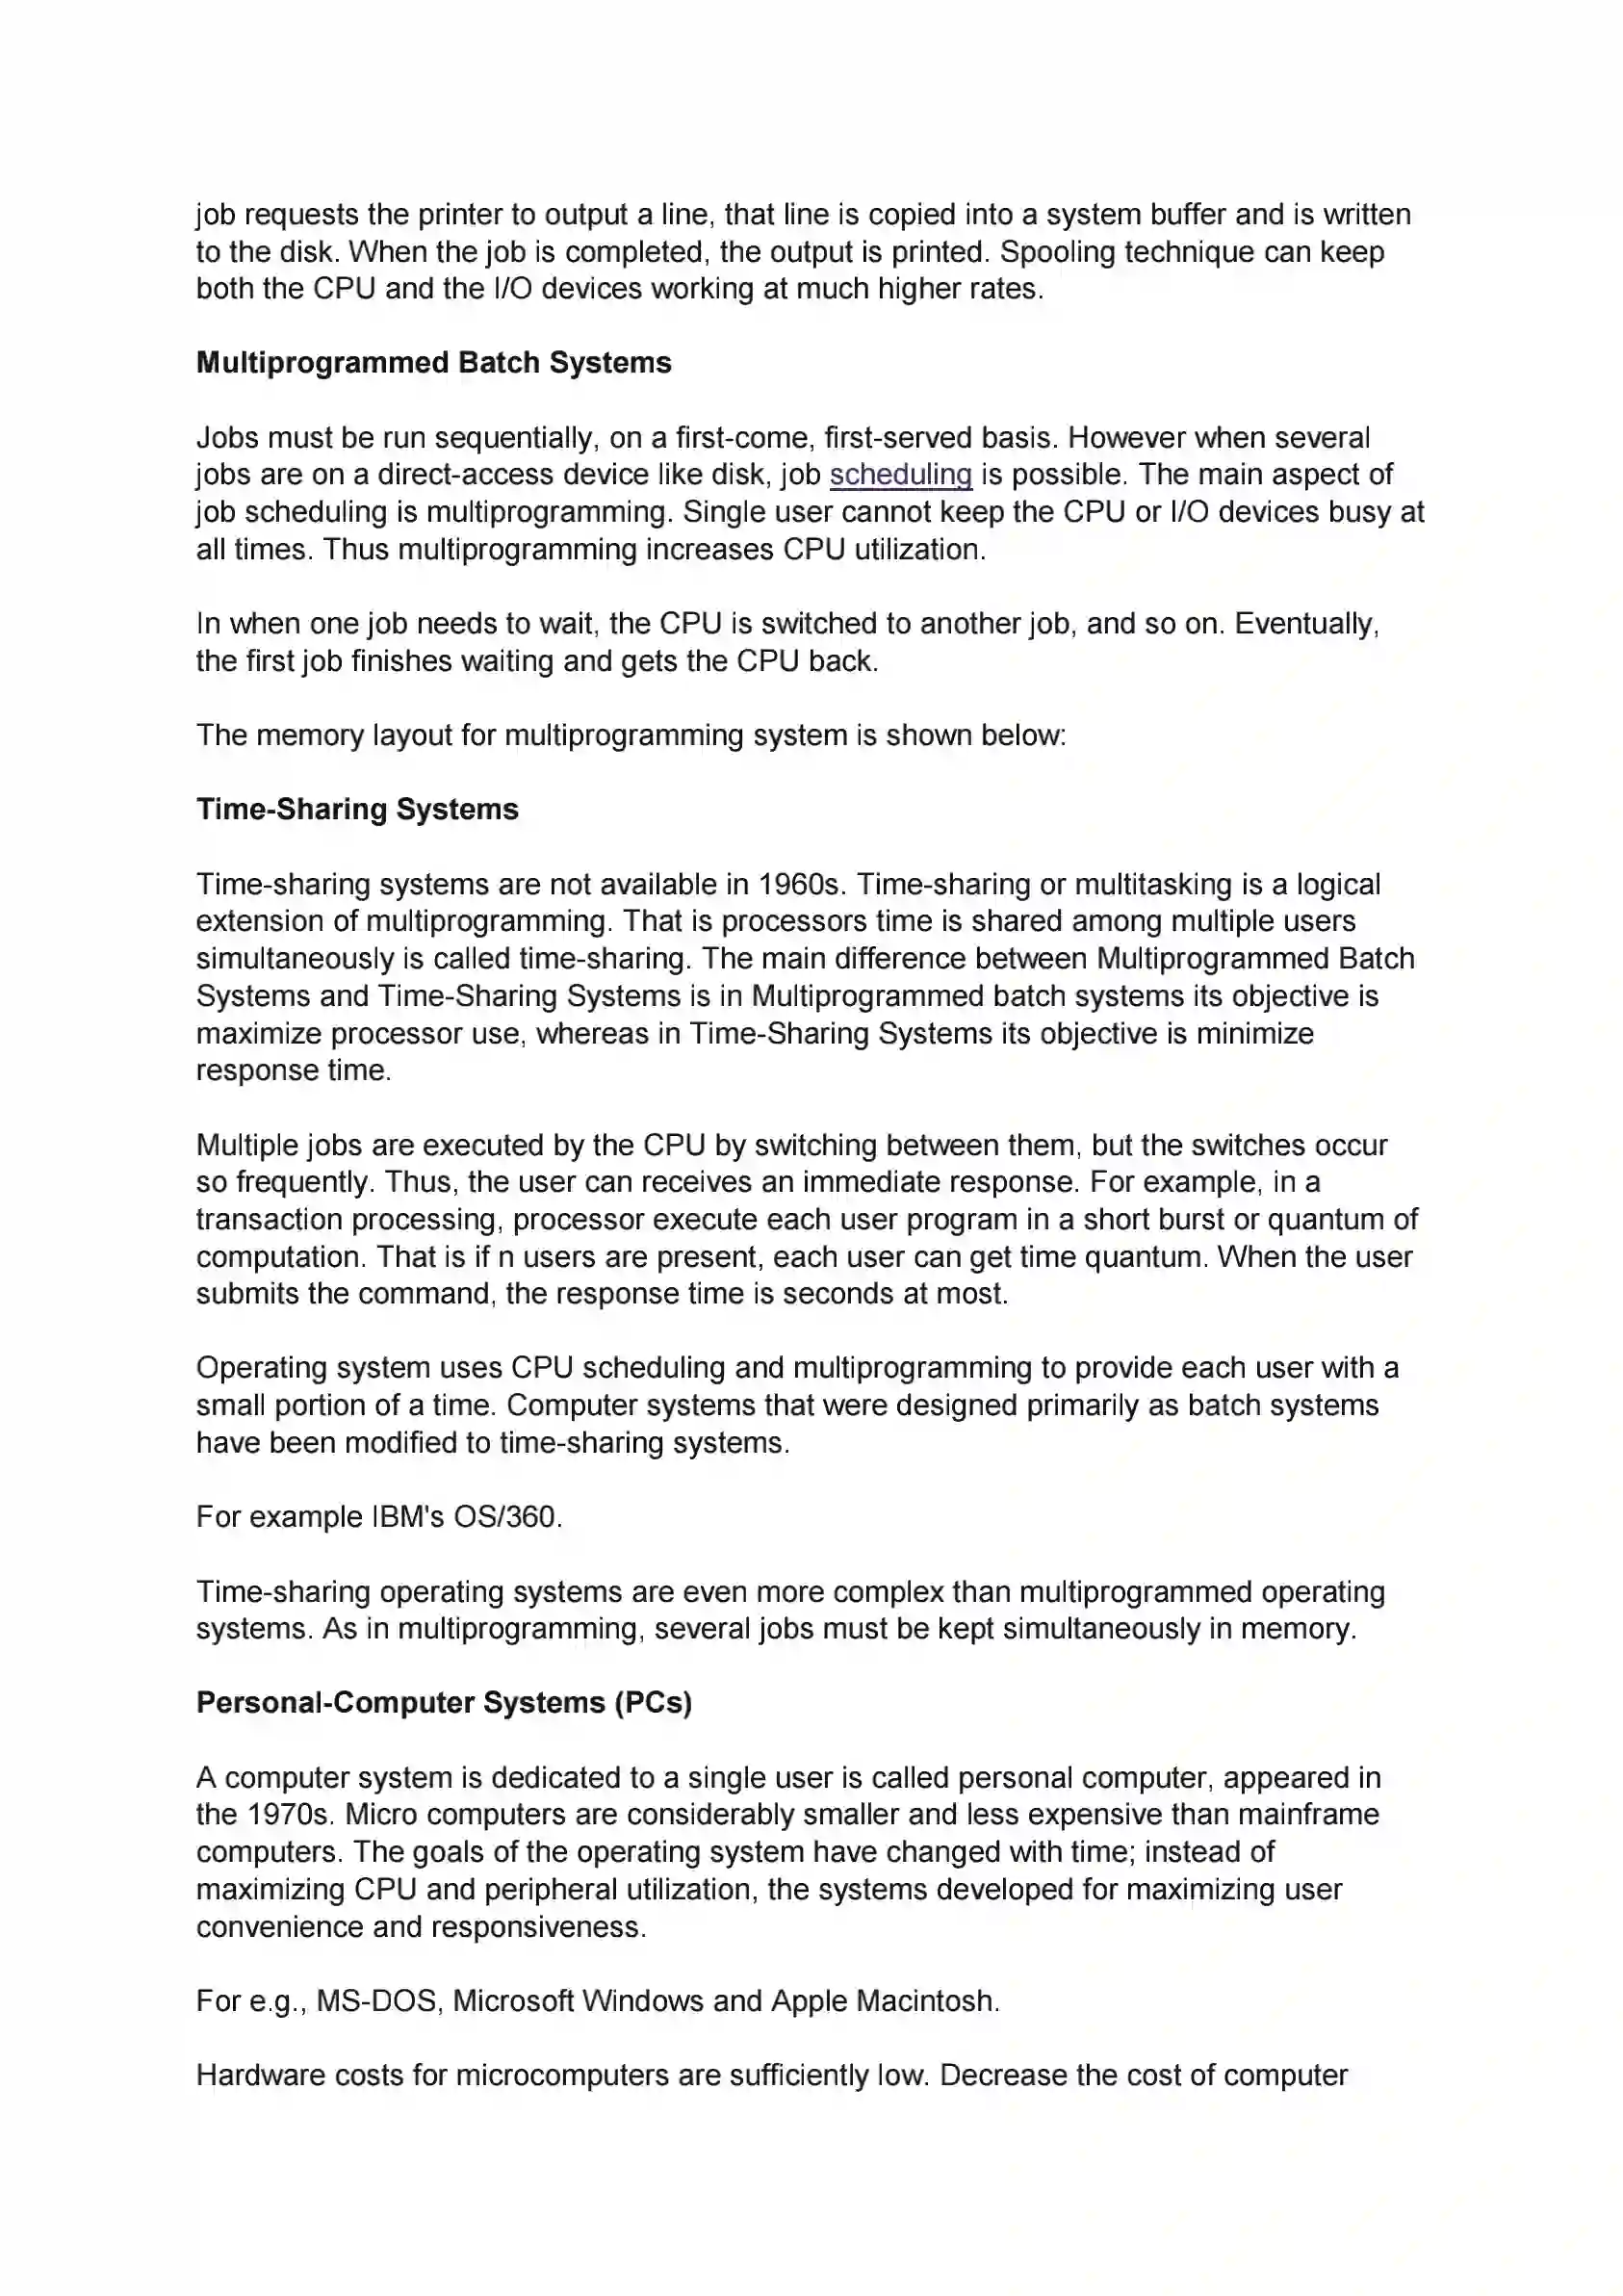 job requests the printer to output a line, that line is copied into a system buffer and is written
to the disk. When the job is completed, the output is printed. Spooling technique can keep
both the CPU and the I/O devices working at much higher rates.
Multiprogrammed Batch Systems
Jobs must be run sequentially, on a first-come, first-served basis. However when several
jobs are on a direct-access device like disk, job scheduling is possible. The main aspect of
job scheduling is multiprogramming. Single user cannot keep the CPU or I/O devices busy at
all times. Thus multiprogramming increases CPU utilization.
In when one job needs to wait, the CPU is switched to another job, and so on. Eventually,
the first job finishes waiting and gets the CPU back.
The memory layout for multiprogramming system is shown below:
Time-Sharing Systems
Time-sharing systems are not available in 1960s. Time-sharing or multitasking is a logical
extension of multiprogramming. That is processors time is shared among multiple users
simultaneously is called time-sharing. The main difference between Multiprogrammed Batch
Systems and Time-Sharing Systems is in Multiprogrammed batch systems its objective is
maximize processor use, whereas in Time-Sharing Systems its objective is minimize
response time.
Multiple jobs are executed by the CPU by switching between them, but the switches occur
so frequently. Thus, the user can receives an immediate response. For example, in a
transaction processing, processor execute each user program in a short burst or quantum of
computation. That is if n users are present, each user can get time quantum. When the user
submits the command, the response time is seconds at most.
Operating system uses CPU scheduling and multiprogramming to provide each user with a
small portion of a time. Computer systems that were designed primarily as batch systems
have been modified to time-sharing systems.
For example IBM's OS/360.
Time-sharing operating systems are even more complex than multiprogrammed operating
systems. As in multiprogramming, several jobs must be kept simultaneously in memory.
Personal-Computer Systems (PCs)
A computer system is dedicated to a single user is called personal computer, appeared in
the 1970s. Micro computers are considerably smaller and less expensive than mainframe
computers. The goals of the operating system have changed with time; instead of
maximizing CPU and peripheral utilization, the systems developed for maximizing user
convenience and responsiveness.
For e.g., MS-DOS, Microsoft Windows and Apple Macintosh.
Hardware costs for microcomputers are sufficiently low. Decrease the cost of computer